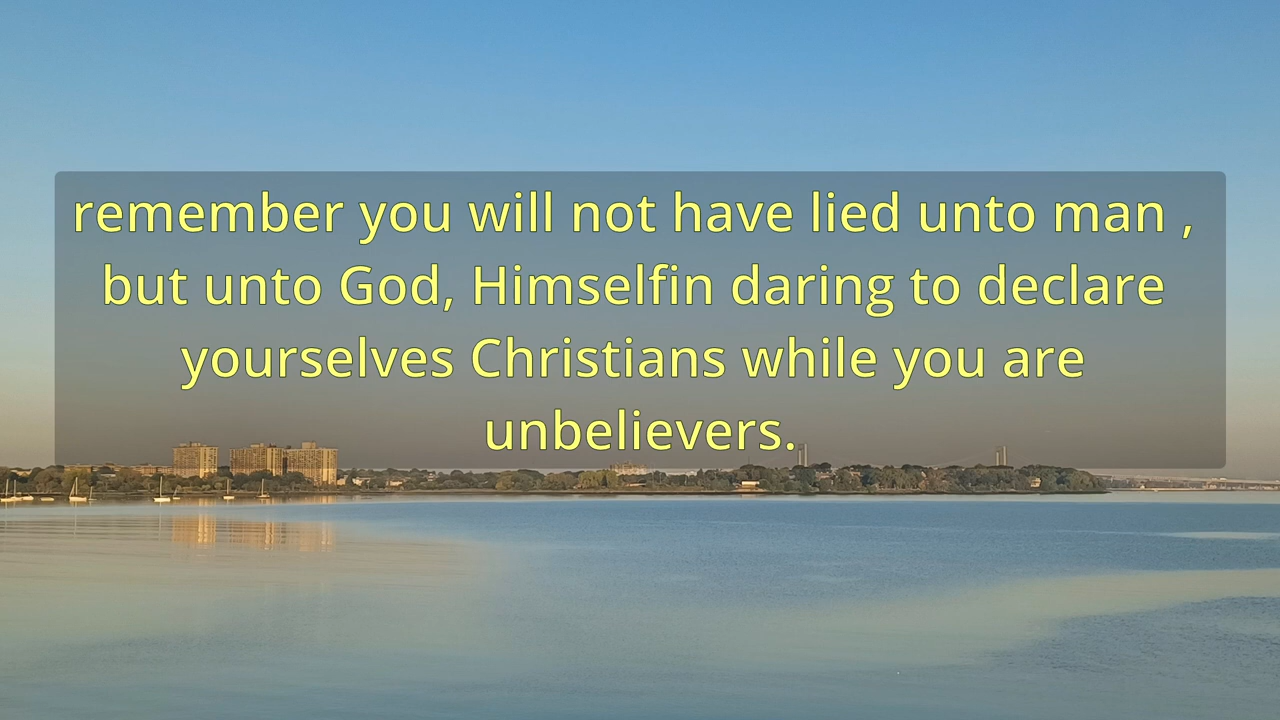 remember you will not have lied unto man ,
but unto God, Himselfin daring to declare
yourselves Christians while you are
unbelievers.